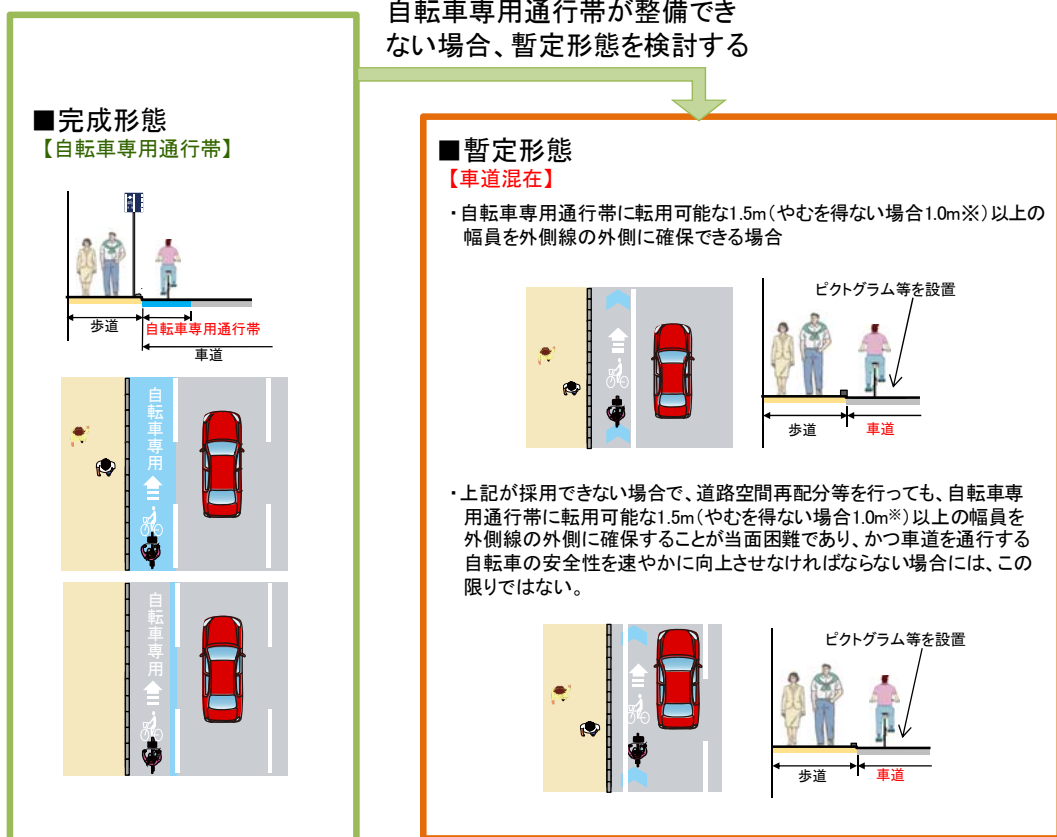 自転車専用通行帯が整備でき
ない場合、暫定形態を検討する
■完成形態
【自転車専用通行帯】
歩道
自転車専用通行帯
車道
自転車専用
自転車専用
■暫定形態
【車道混在】
・自転車専用通行帯に転用可能な1.5m(やむを得ない場合1.0m※)以上の
幅員を外側線の外側に確保できる場合
ピクトグラム等を設置
歩道
車道
・上記が採用できない場合で、道路空間再配分等を行っても、自転車専
用通行帯に転用可能な1.5m(やむを得ない場合1.0m※)以上の幅員を
外側線の外側に確保することが当面困難であり、かつ車道を通行する
自転車の安全性を速やかに向上させなければならない場合には、この
限りではない。
ピクトグラム等を設置
歩道
車道